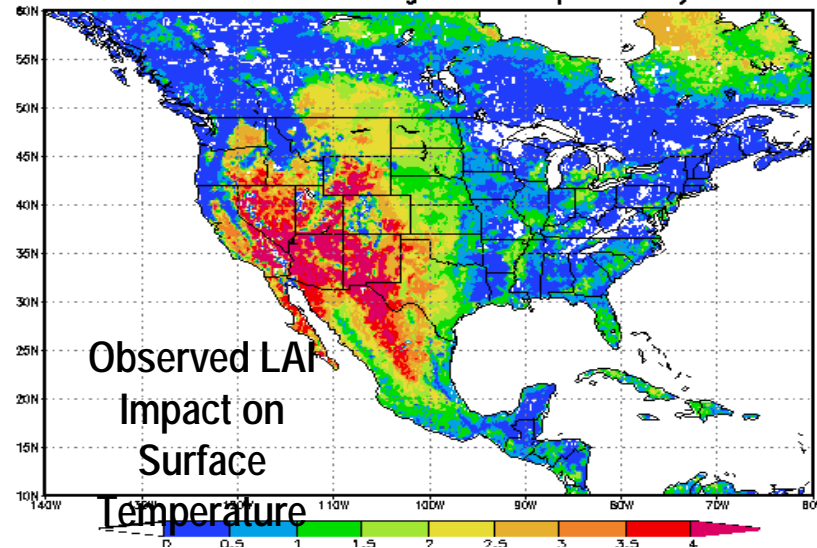 60N
55N
50N
45N
40N
35N
30N
25N
20N
15N
10N
Observed LAI
Impact on
Surface
Temperature
140W 110W 100W 90W 80W 70W
0 0.5 1 1.5 2 2.5 3 3.5 4